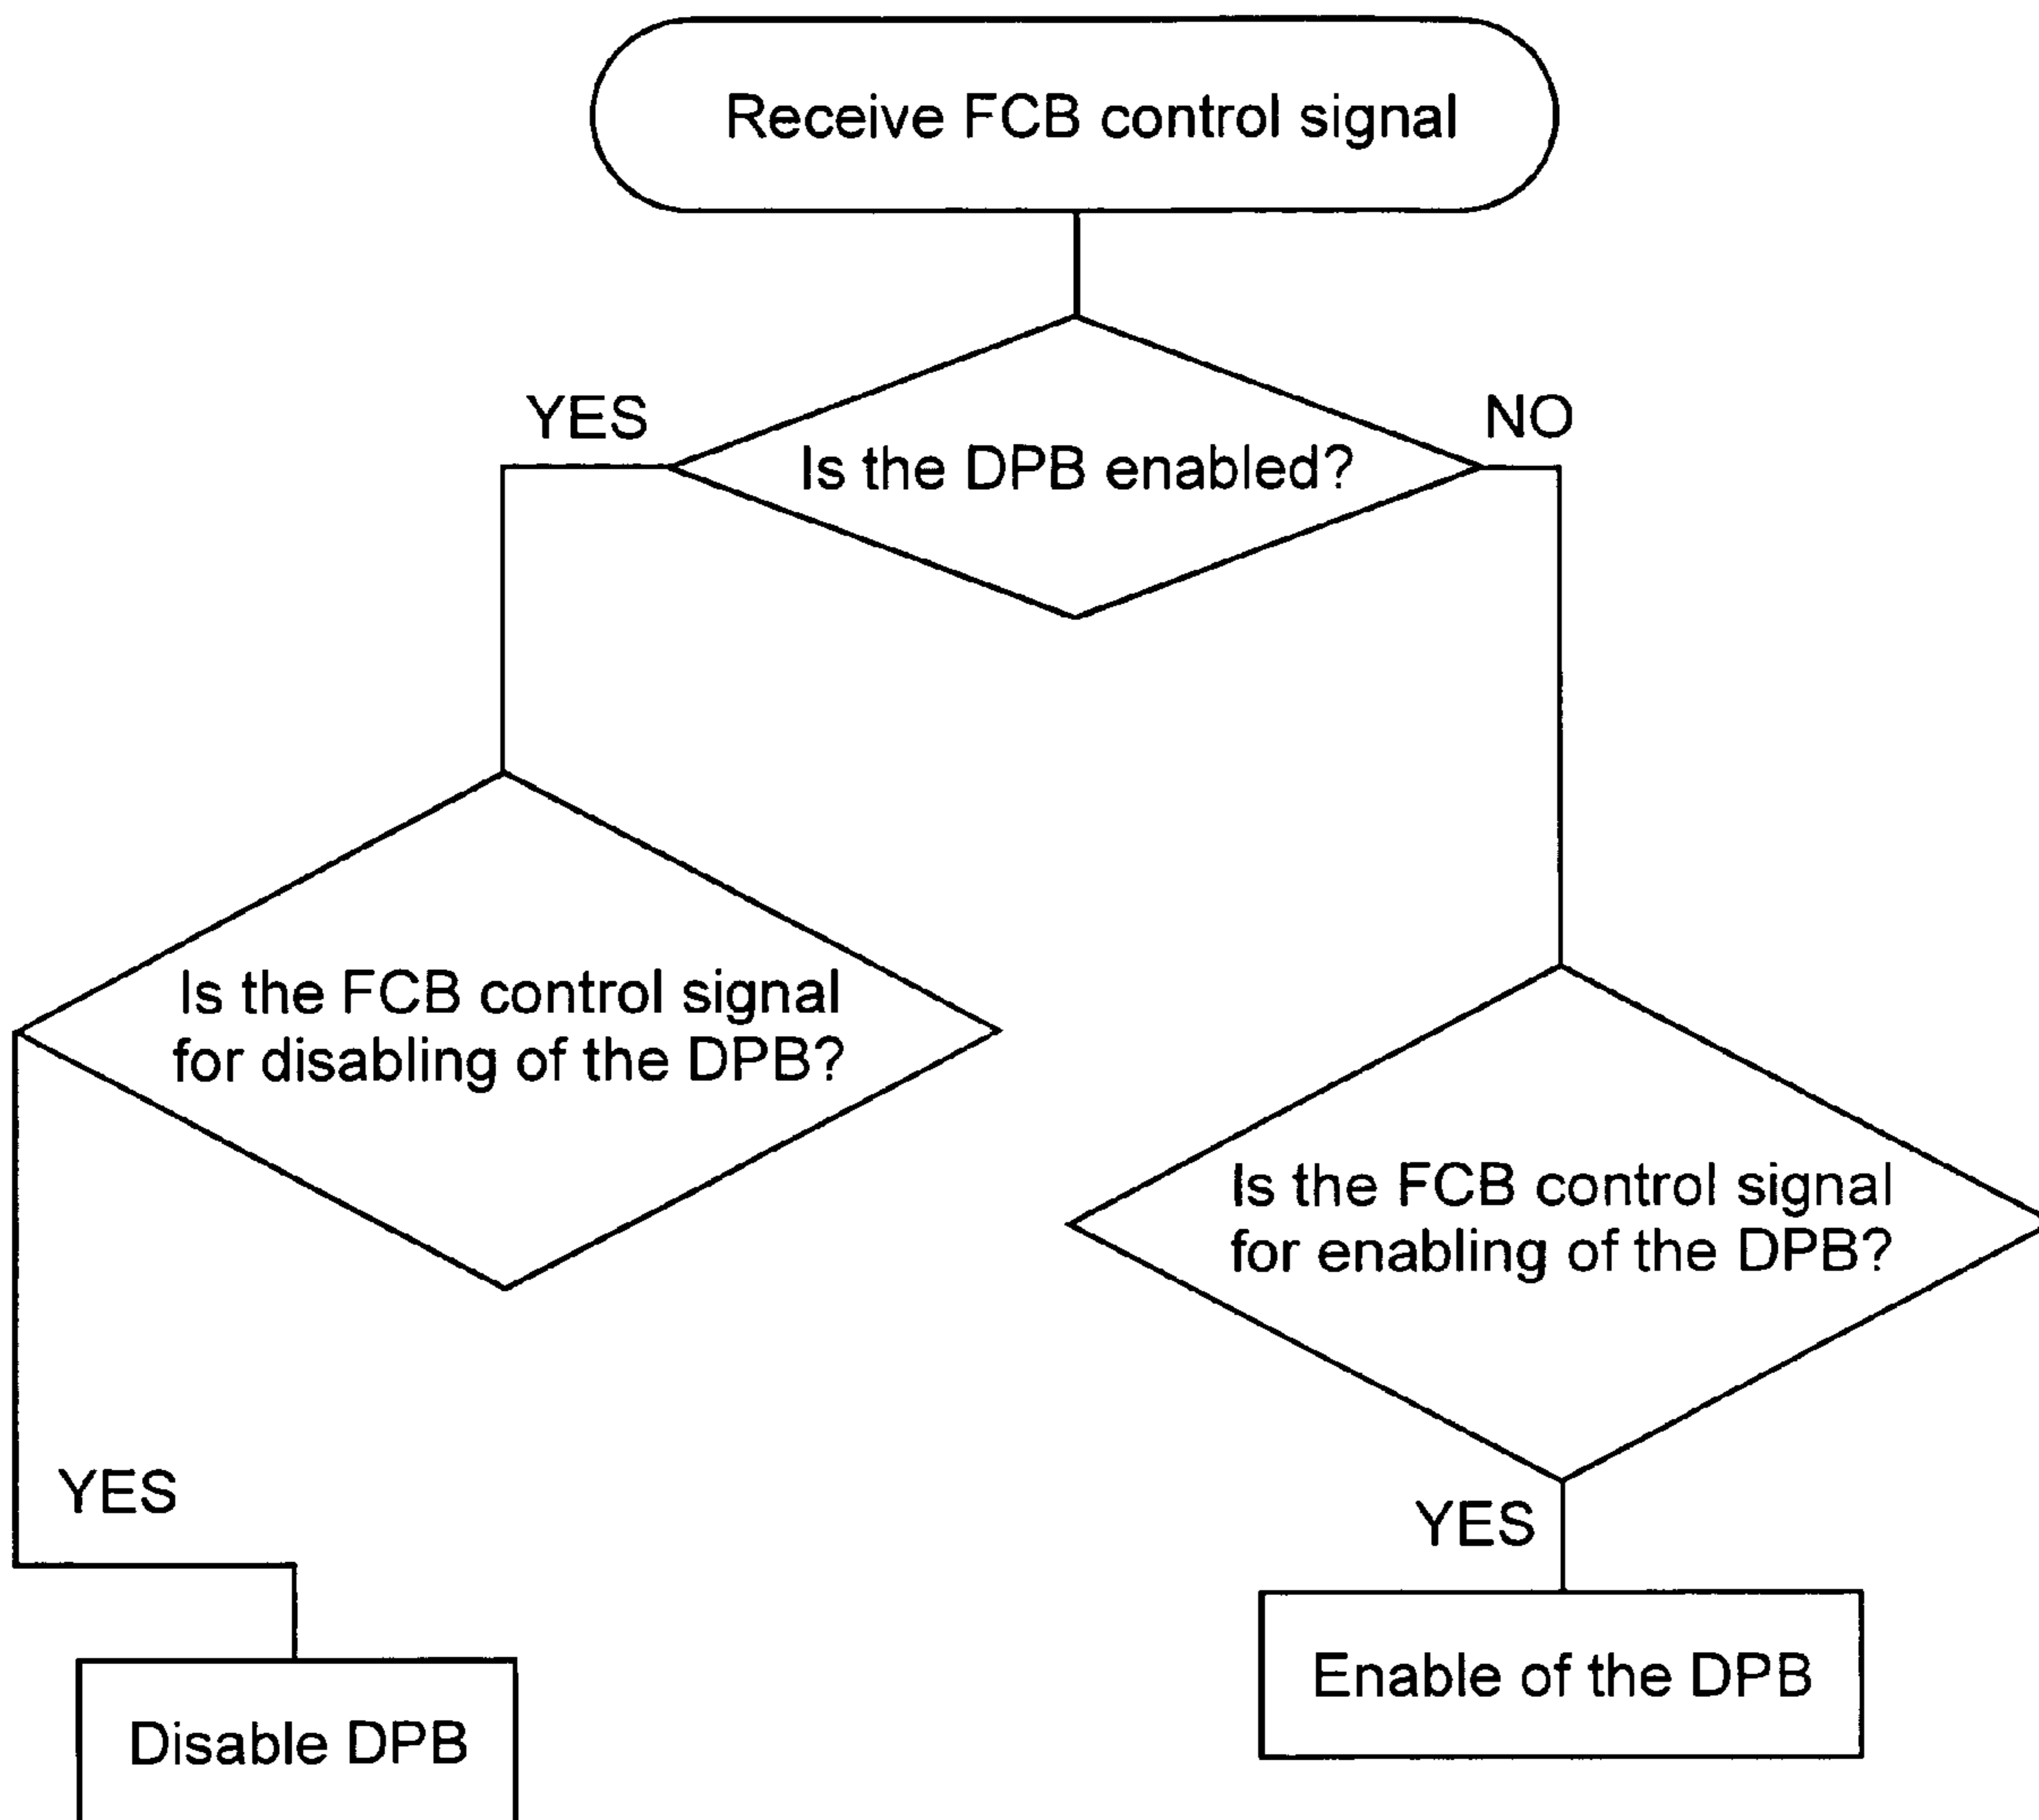 Receive FCB control signal
YES
NO
Is the DPB enabled?
Is the FCB control signal
for disabling of the DPB?
Is the FCB control signal
for enabling of the DPB?
YES
YES
Enable of the DPB
Disable DPB